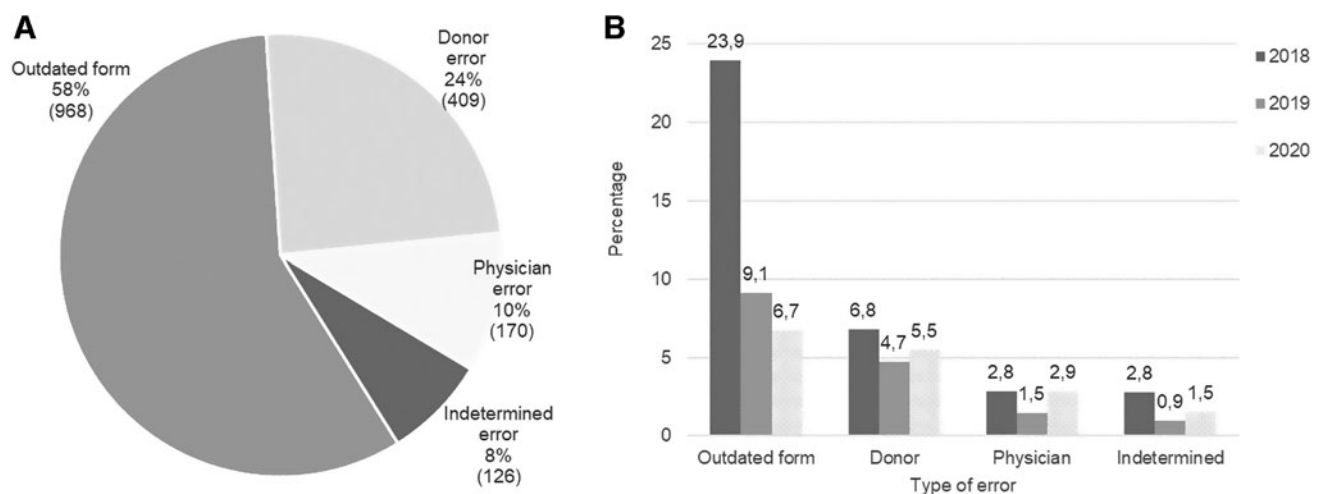 A
Outdated form
58%
(968)
Donor
error
24%
(409)
Physician
error
10%
(170)
Indetermined
error
8%
(126)
B
25
20
15
10
5
0
Percentage
23,9
9,1
6,7
6,8
4,7
5,5
2,8
1,5
2,9
2,8
0,9
1,5
Outdated form
Donor
Physician
Indetermined
Type of error
2018
2019
2020